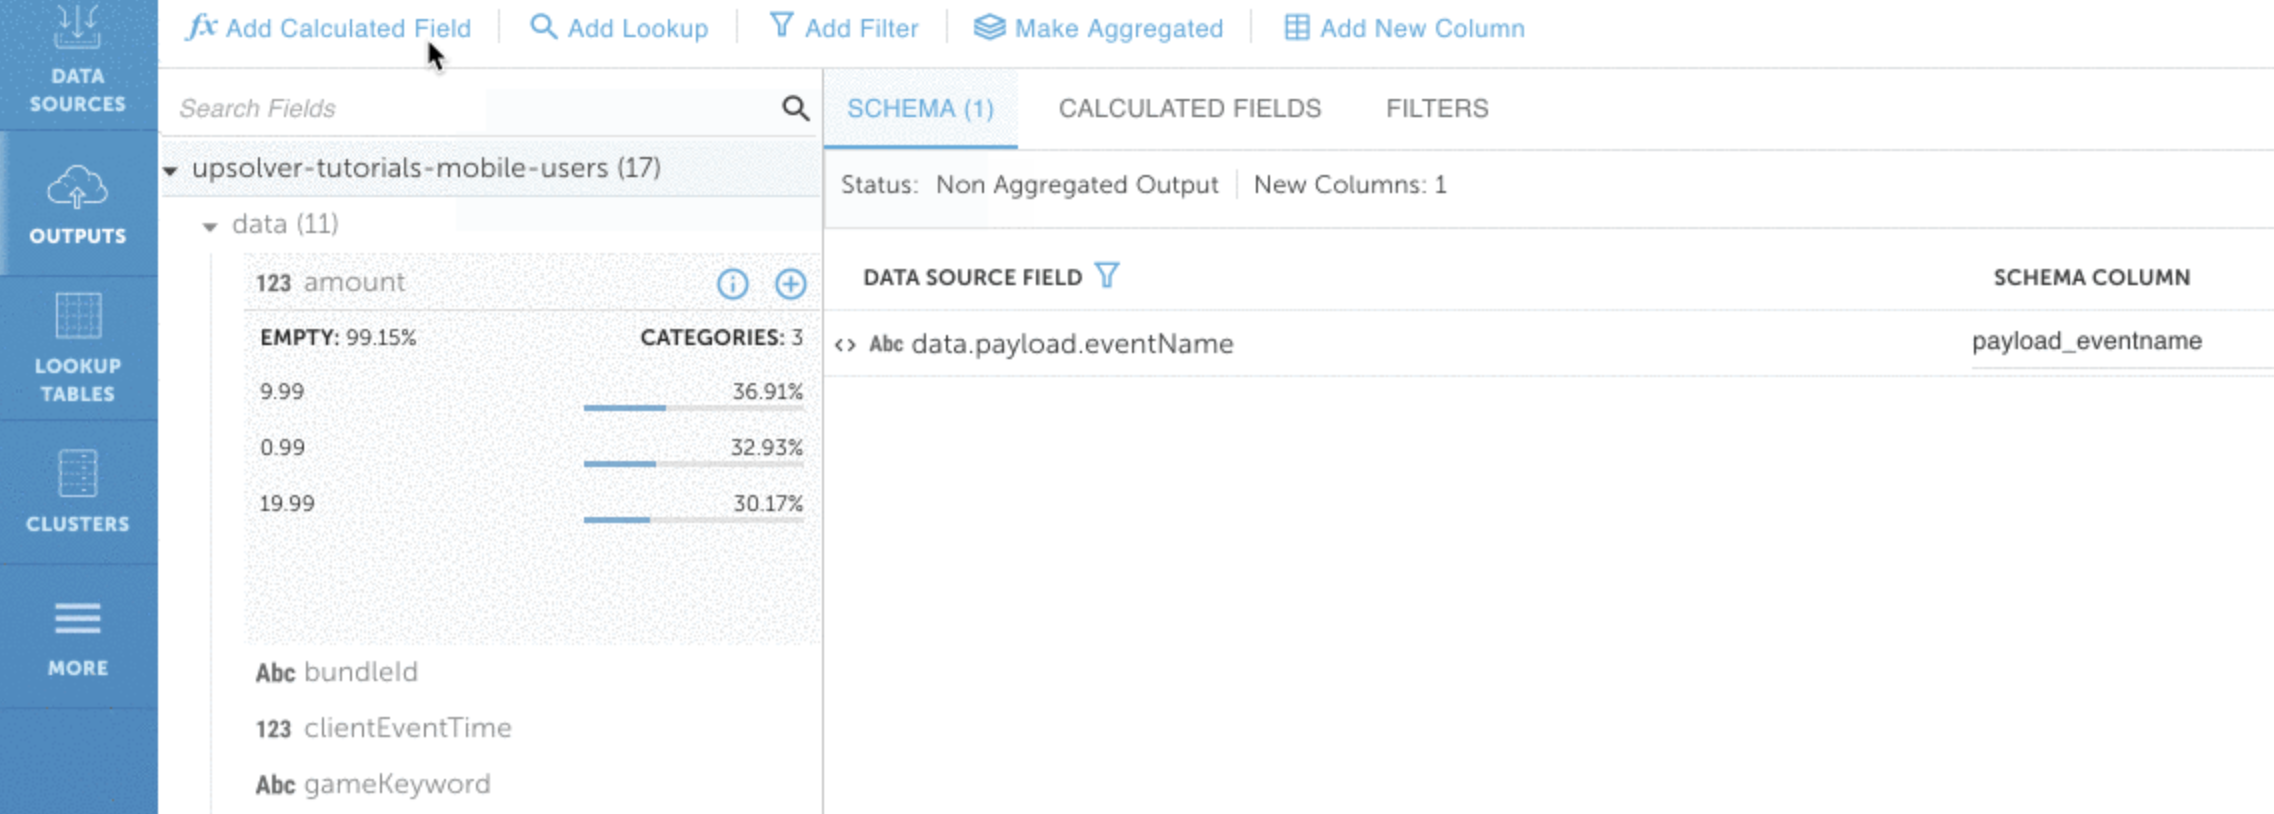 fx Add Calculated Field
Add Lookup
Add Filter
Make Aggregated
Add New Column
DATA
SOURCES
OUTPUTS
LOOKUP
TABLES
CLUSTERS
MORE
Search Fields
upsolver-tutorials-mobile-users (17)
data (11)
123 amount
EMPTY: 99.15% CATEGORIES: 3
9.99 36.91%
0.99 32.93%
19.99 30.17%
Abc bundleId
123 clientEventTime
Abc gameKeyword
SCHEMA (1) CALCULATED FIELDS FILTERS
Status: Non Aggregated Output New Columns: 1
DATA SOURCE FIELD SCHEMA COLUMN
<> Abc data.payload.eventName payload_eventname